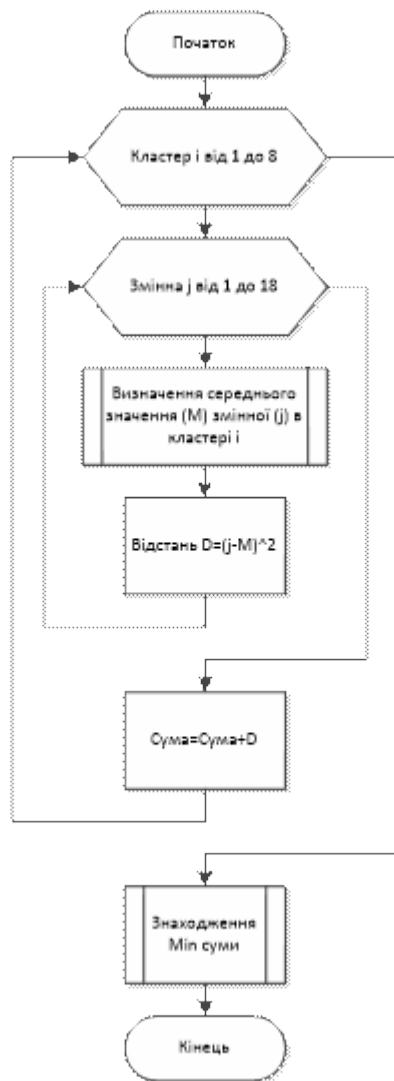 Початок
Кластер і від 1 до 8
Змінна j від 1 до 18
Визначення середнього
значення (М) змінної (j) в
кластері і
Відстань D=(j-M)^2
Сума=Сума+D
Знаходження
Min суми
Кінець